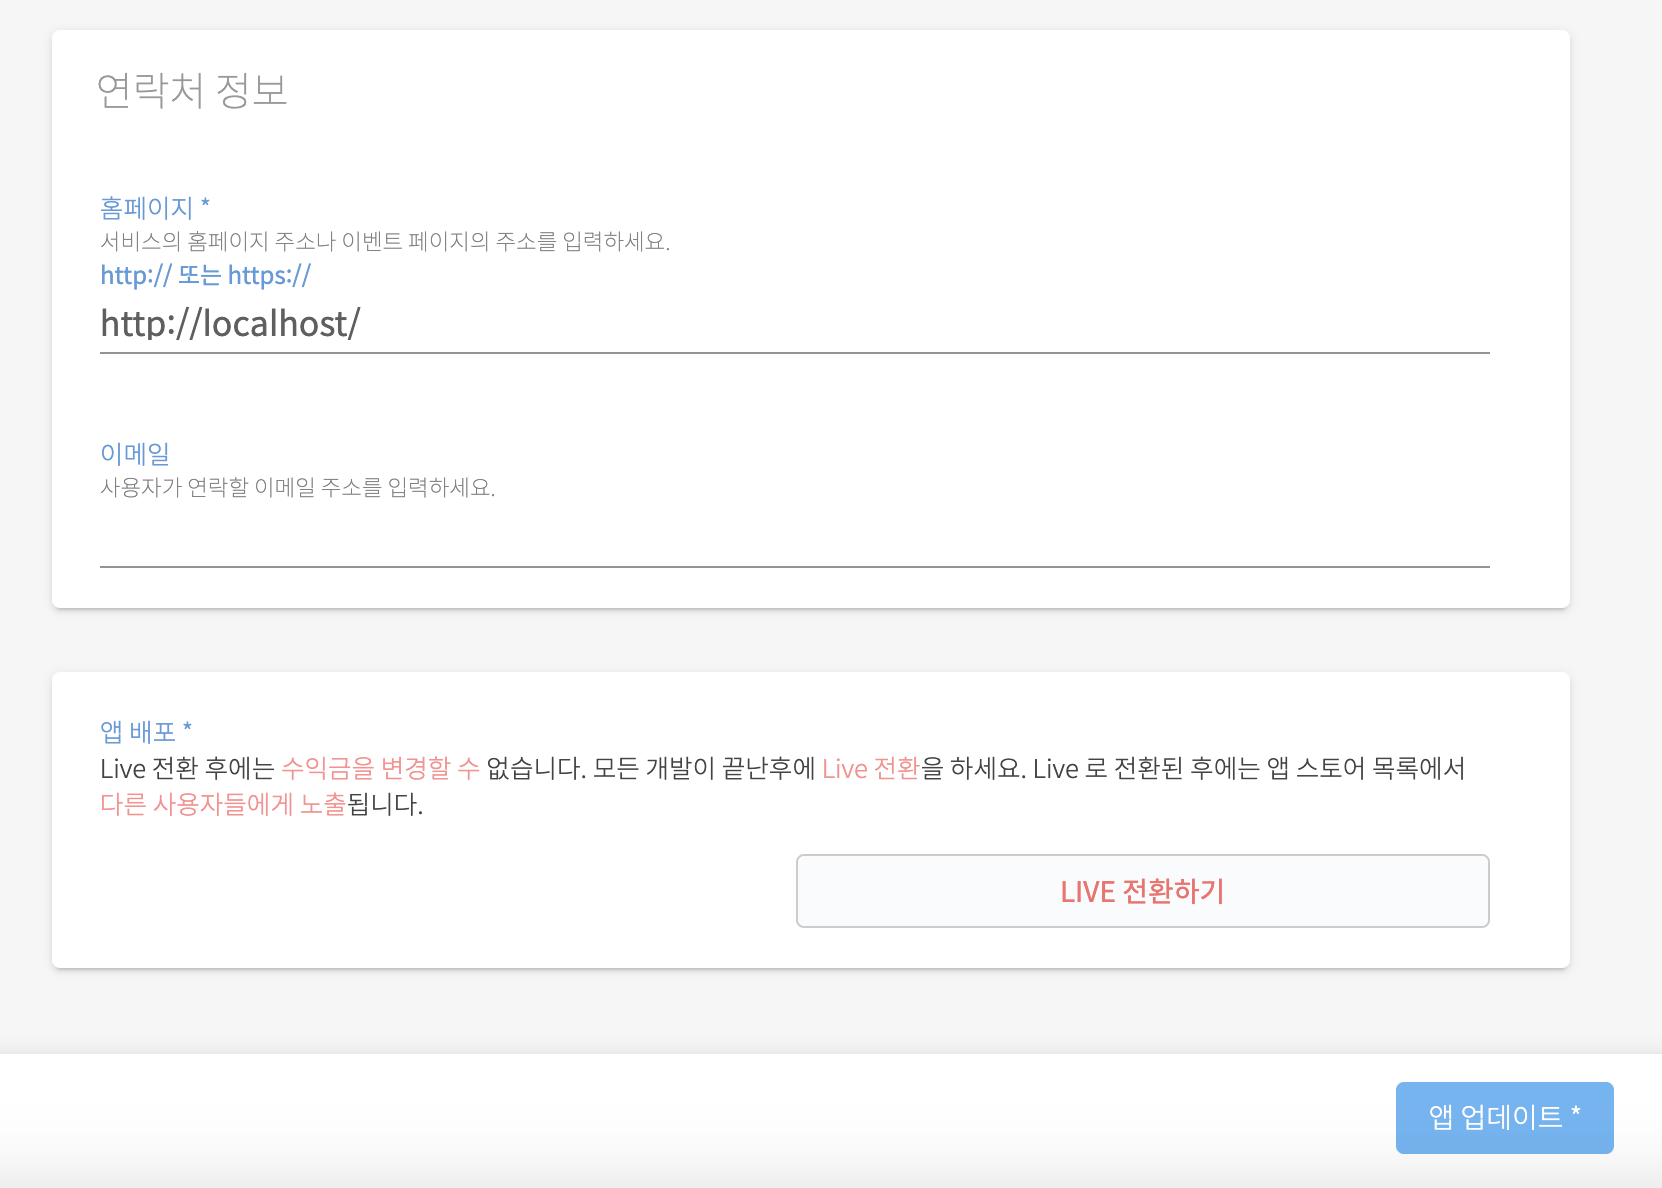 연락처 정보
홈페이지 *
서비스의 홈페이지 주소나 이벤트 페이지의 주소를 입력하세요.
http:// 또는 https://
http://localhost/
이메일
사용자가 연락할 이메일 주소를 입력하세요.
앱 배포 *
Live 전환 후에는 수익금을 변경할 수 없습니다. 모든 개발이 끝난후에 Live 전환을 하세요. Live 로 전환된 후에는 앱 스토어 목록에서
다른 사용자들에게 노출됩니다.
LIVE 전환하기
앱 업데이트 *